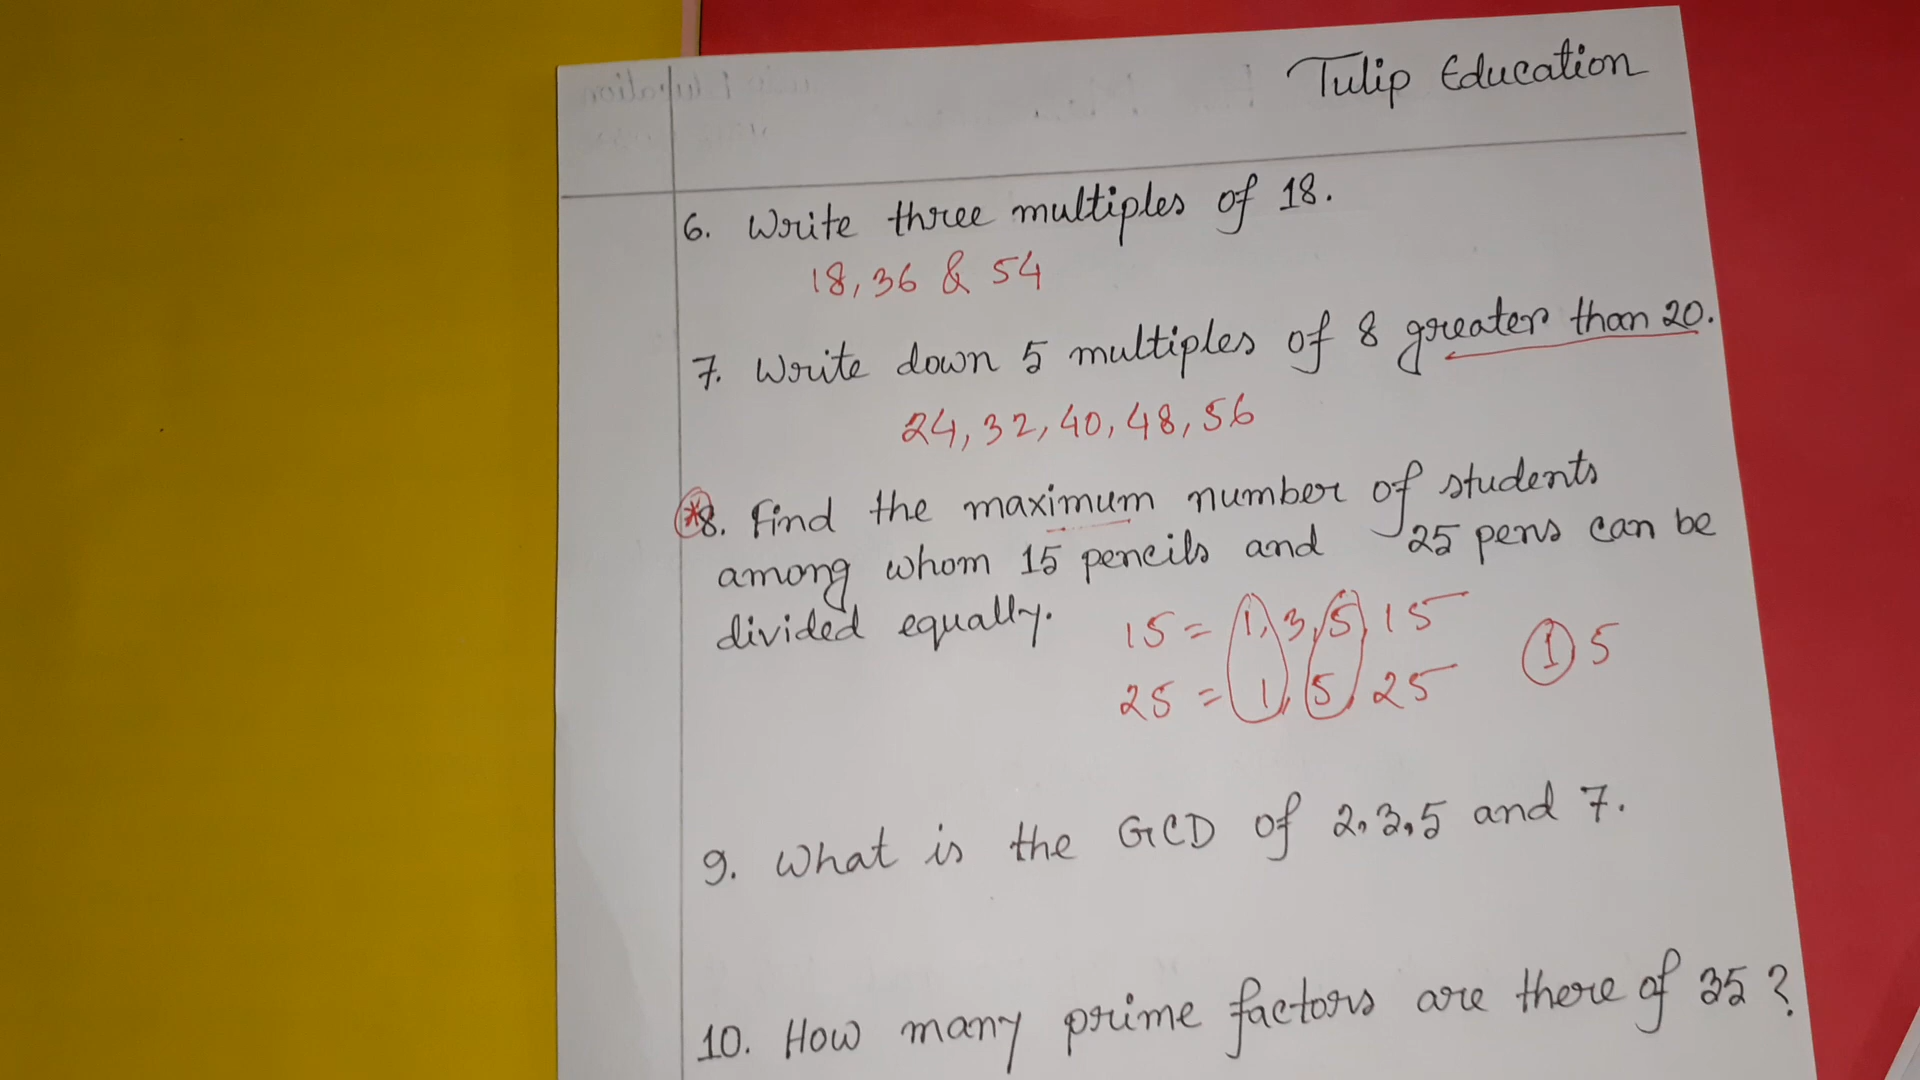 Tulip Education
6. Write three multiples of 18.
18, 36 & 54
7. Write down 5 multiples of 8 greater than 20.
24, 32, 40, 48, 56
*8. Find the maximum number of students
among whom 15 pencils and 25 pens can be
divided equally.
15 = 1, 3, 5, 15
25 = 1, 5, 25
1 5
9. What is the GCD of 2, 3, 5 and 7.
10. How many prime factors are there of 35?